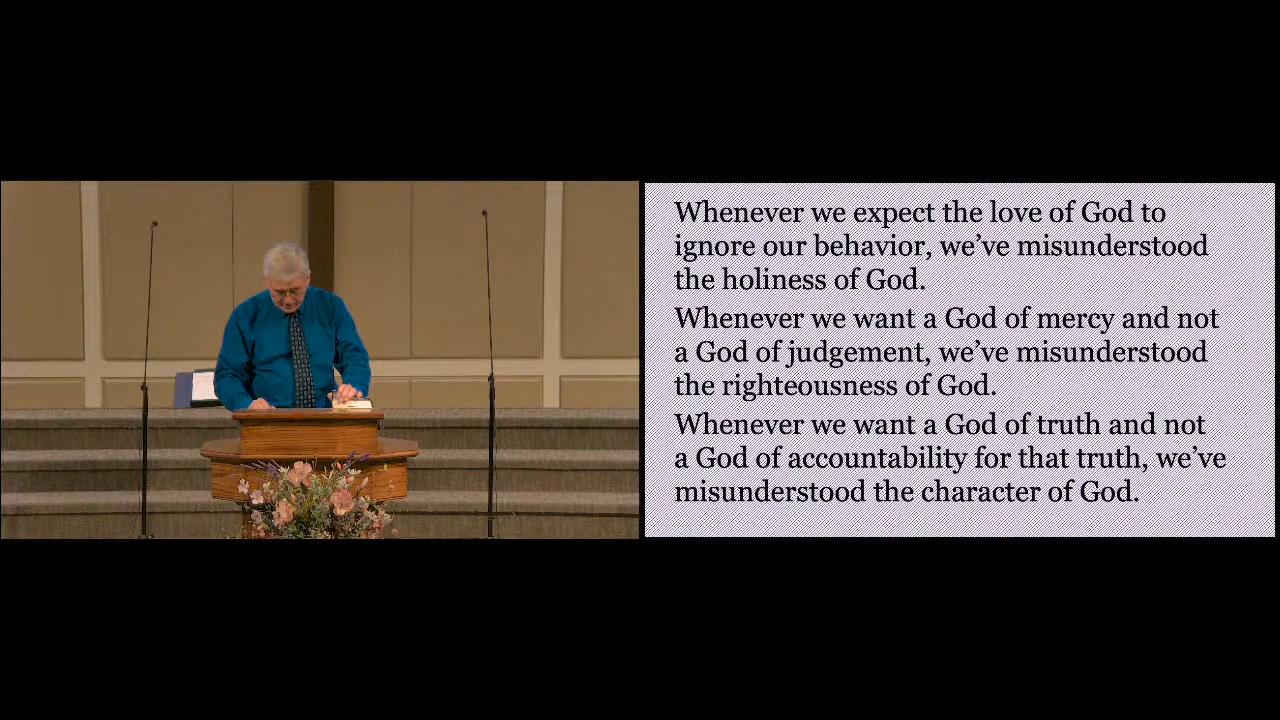 Whenever we expect the love of God to
ignore our behavior, we’ve misunderstood
the holiness of God.
Whenever we want a God of mercy and not
a God of judgement, we’ve misunderstood
the righteousness of God.
Whenever we want a God of truth and not
a God of accountability for that truth, we’ve
misunderstood the character of God.